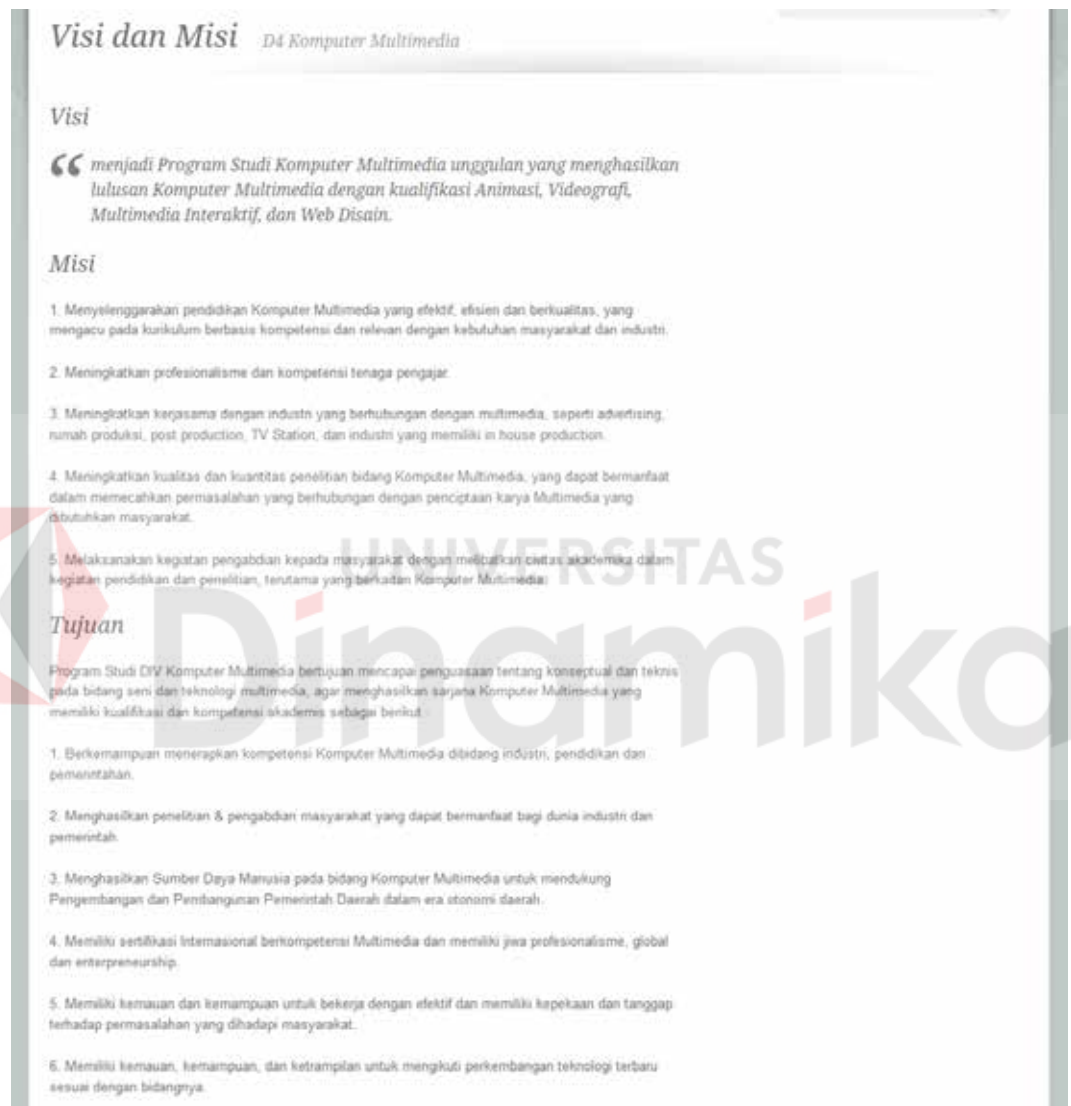 Visi dan Misi D4 Komputer Multimedia
Visi
“ menjadi Program Studi Komputer Multimedia unggulan yang menghasilkan
lulusan Komputer Multimedia dengan kualifikasi Animasi, Videografi,
Multimedia Interaktif, dan Web Disain.
Misi
1. Menyelenggarakan pendidikan Komputer Multimedia yang efektif, efisien dan berkualitas, yang
mengacu pada kurikulum berbasis kompetensi dan relevan dengan kebutuhan masyarakat dan industri.
2. Meningkatkan profesionalisme dan kompetensi tenaga pengajar.
3. Meningkatkan kerjasama dengan industri yang berhubungan dengan multimedia, seperti advertising,
rumah produksi, post production, TV Station, dan industri yang memiliki in house production.
4. Meningkatkan kualitas dan kuantitas penelitian bidang Komputer Multimedia, yang dapat bermanfaat
dalam memecahkan permasalahan yang berhubungan dengan penciptaan karya Multimedia yang
dibutuhkan masyarakat.
5. Melaksanakan kegiatan pengabdian kepada masyarakat dengan melibatkan civitas akademika dalam
kegiatan pendidikan dan penelitian, terutama yang berkaitan Komputer Multimedia.
UNIVERSITAS
Dinamika
Tujuan
Program Studi DIV Komputer Multimedia bertujuan mencapai penguasaan tentang konseptual dan teknis
pada bidang seni dan teknologi multimedia, agar menghasilkan sarjana Komputer Multimedia yang
memiliki kualifikasi dan kompetensi akademis sebagai berikut :
1. Berkemampuan menerapkan kompetensi Komputer Multimedia dibidang industri, pendidikan dan
pemerintahan.
2. Menghasilkan penelitian & pengabdian masyarakat yang dapat bermanfaat bagi dunia industri dan
pemerintah.
3. Menghasilkan Sumber Daya Manusia pada bidang Komputer Multimedia untuk mendukung
Pengembangan dan Pembangunan Pemerintah Daerah dalam era otonomi daerah.
4. Memiliki sertifikasi Internasional berkompetensi Multimedia dan memiliki jiwa profesionalisme, global
dan enterpreneurship.
5. Memiliki kemauan dan kemampuan untuk bekerja dengan efektif dan memiliki kepekaan dan tanggap
terhadap permasalahan yang dihadapi masyarakat.
6. Memiliki kemauan, kemampuan, dan ketrampilan untuk mengikuti perkembangan teknologi terbaru
sesuai dengan bidangnya.